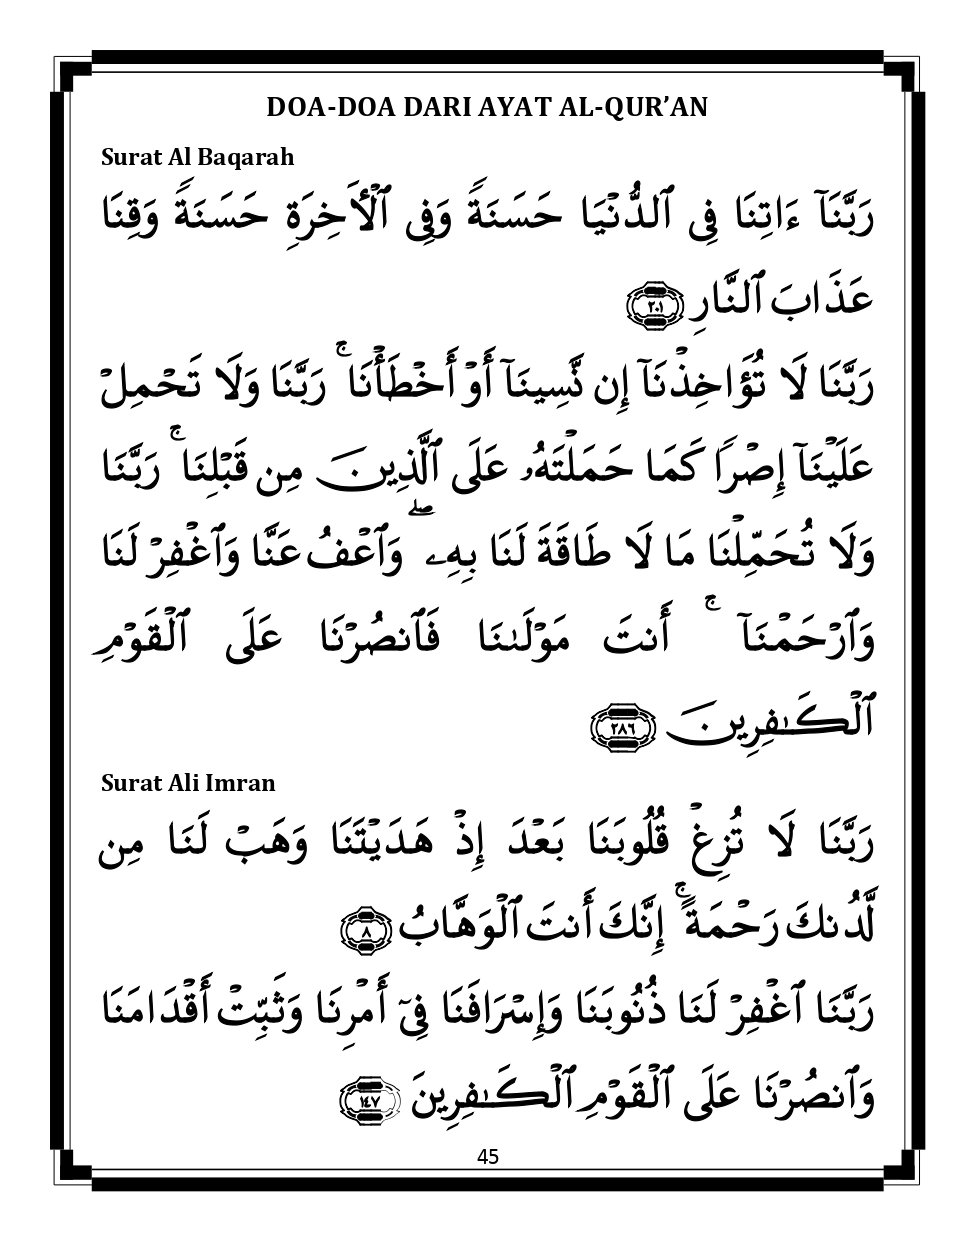 DOA-DOA DARI AYAT AL-QUR’AN
Surat Al Baqarah
رَبَّنَآ ءَاتِنَا فِى ٱلدُّنْيَا حَسَنَةً وَفِى ٱلْأَخِرَةِ حَسَنَةً وَقِنَا
عَذَابَ ٱلنَّارِ ٢٠١
رَبَّنَا لَا تُؤَاخِذْنَآ إِن نَّسِينَآ أَوْ أَخْطَأْنَا ۚ رَبَّنَا وَلَا تَحْمِلْ
عَلَيْنَآ إِصْرًا كَمَا حَمَلْتَهُۥ عَلَى ٱلَّذِينَ مِن قَبْلِنَا ۚ رَبَّنَا
وَلَا تُحَمِّلْنَا مَا لَا طَاقَةَ لَنَا بِهِۦ ۖ وَٱعْفُ عَنَّا وَٱغْفِرْ لَنَا
وَٱرْحَمْنَآ ۚ أَنتَ مَوْلَىٰنَا فَٱنصُرْنَا عَلَى ٱلْقَوْمِ
ٱلْكَـٰفِرِينَ ٢٨٦
Surat Ali Imran
رَبَّنَا لَا تُزِغْ قُلُوبَنَا بَعْدَ إِذْ هَدَيْتَنَا وَهَبْ لَنَا مِن
لَّدُنكَ رَحْمَةً ۚ إِنَّكَ أَنتَ ٱلْوَهَّابُ ٨
رَبَّنَا ٱغْفِرْ لَنَا ذُنُوبَنَا وَإِسْرَافَنَا فِىٓ أَمْرِنَا وَثَبِّتْ أَقْدَامَنَا
وَٱنصُرْنَا عَلَى ٱلْقَوْمِ ٱلْكَـٰفِرِينَ ١٤٧
45